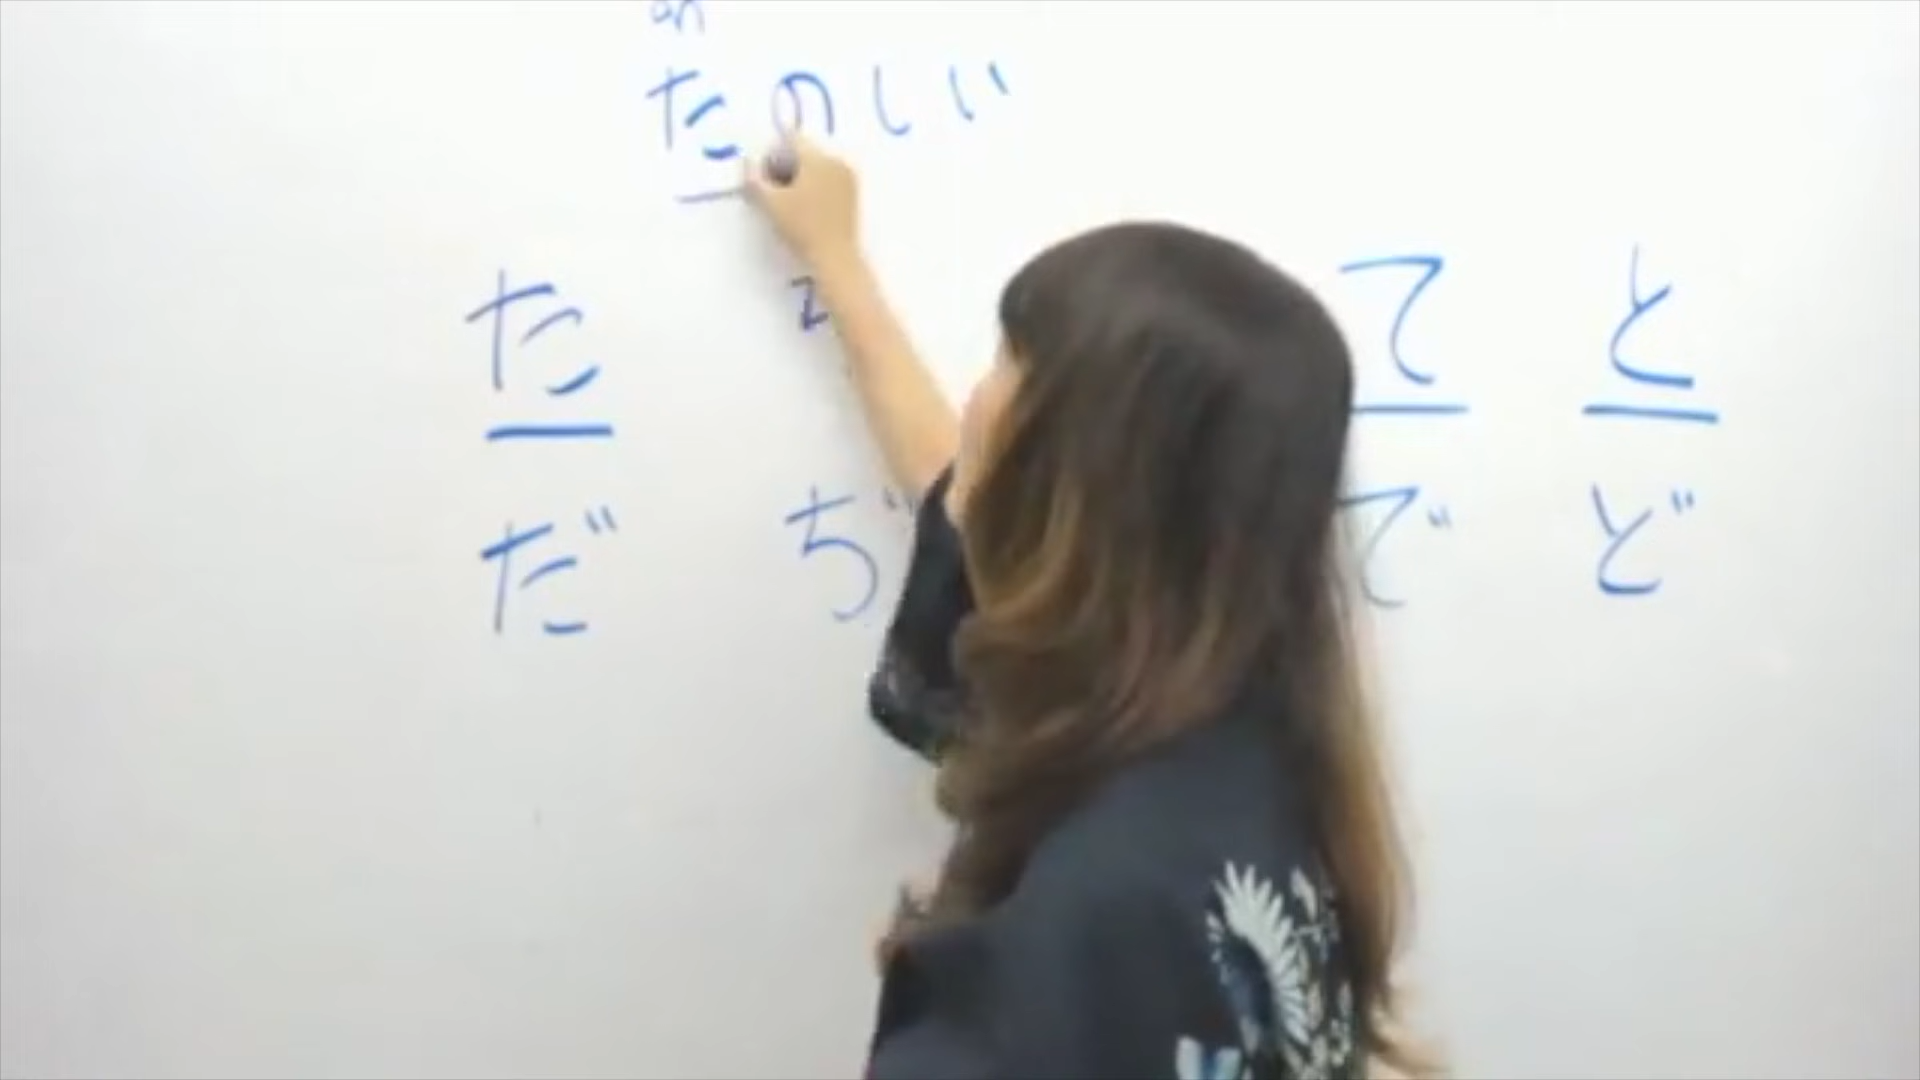 たのしい
た て と
だ ぢ で ど